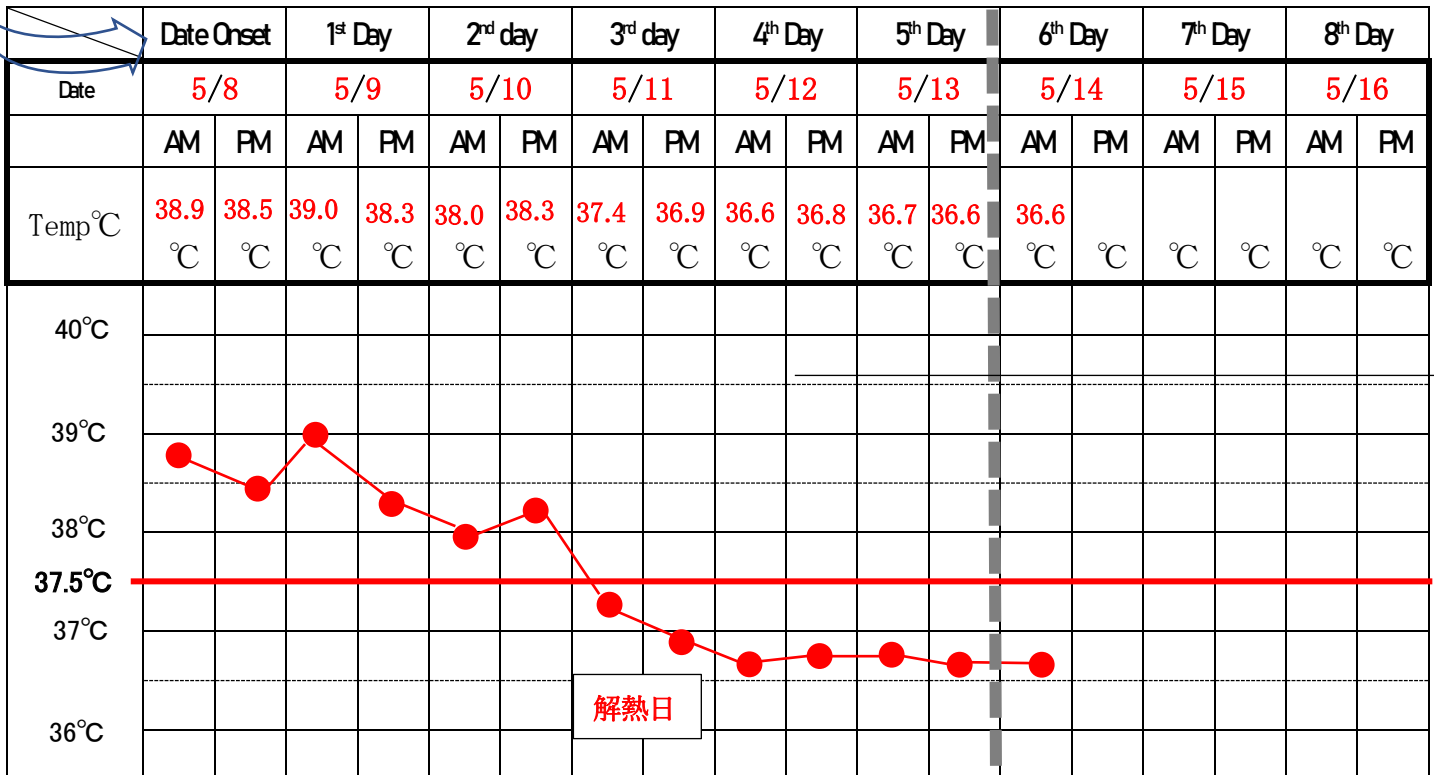 Date Onset 1st Day 2nd day 3rd day 4th Day 5th Day 6th Day 7th Day 8th Day
Date 5/8 5/9 5/10 5/11 5/12 5/13 5/14 5/15 5/16
AM PM AM PM AM PM AM PM AM PM AM PM AM PM AM PM AM PM
Temp℃ 38.9 38.5 39.0 38.3 38.0 38.3 37.4 36.9 36.6 36.8 36.7 36.6 36.6
℃ ℃ ℃ ℃ ℃ ℃ ℃ ℃ ℃ ℃ ℃ ℃ ℃ ℃ ℃ ℃ ℃ ℃
40℃
39℃
38℃
37.5℃
37℃
解熱日
36℃